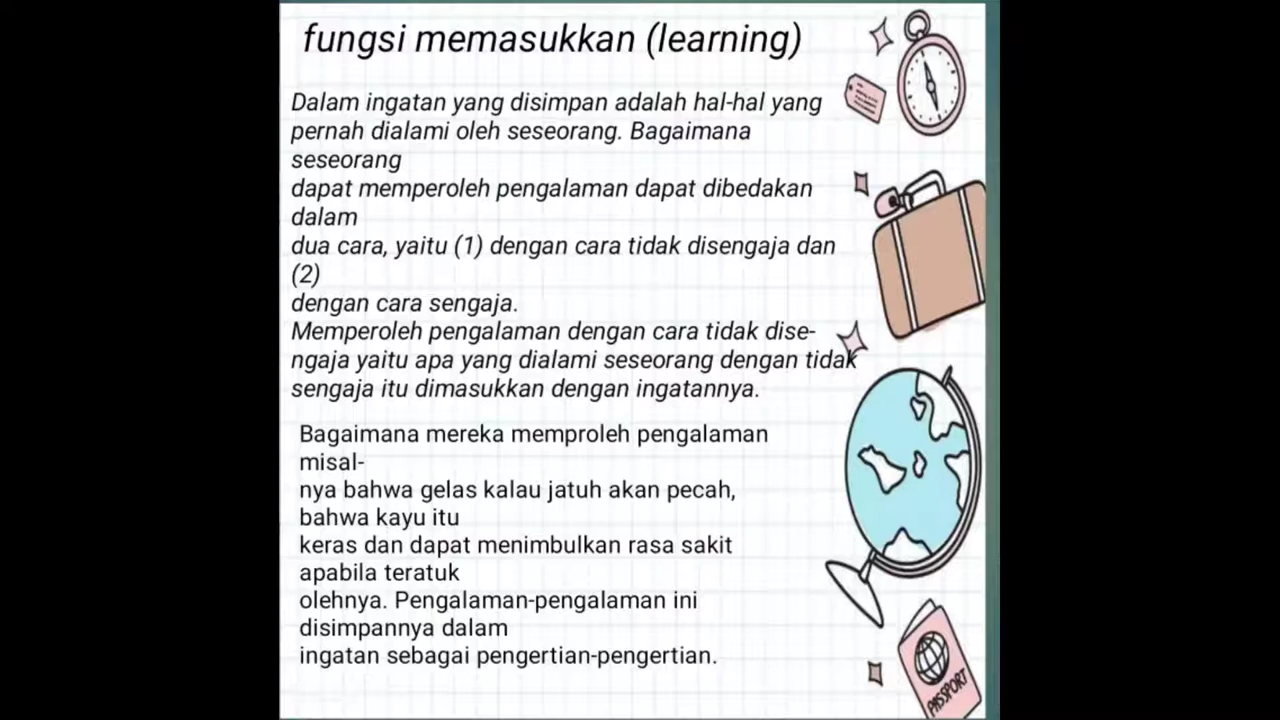 fungsi memasukkan (learning)
Dalam ingatan yang disimpan adalah hal-hal yang
pernah dialami oleh seseorang. Bagaimana
seseorang
dapat memperoleh pengalaman dapat dibedakan
dalam
dua cara, yaitu (1) dengan cara tidak disengaja dan
(2)
dengan cara sengaja.
Memperoleh pengalaman dengan cara tidak dise-
ngaja yaitu apa yang dialami seseorang dengan tidak
sengaja itu dimasukkan dengan ingatannya.
Bagaimana mereka memproleh pengalaman
misal-
nya bahwa gelas kalau jatuh akan pecah,
bahwa kayu itu
keras dan dapat menimbulkan rasa sakit
apabila teratuk
olehnya. Pengalaman-pengalaman ini
disimpannya dalam
ingatan sebagai pengertian-pengertian.
PASSPORT